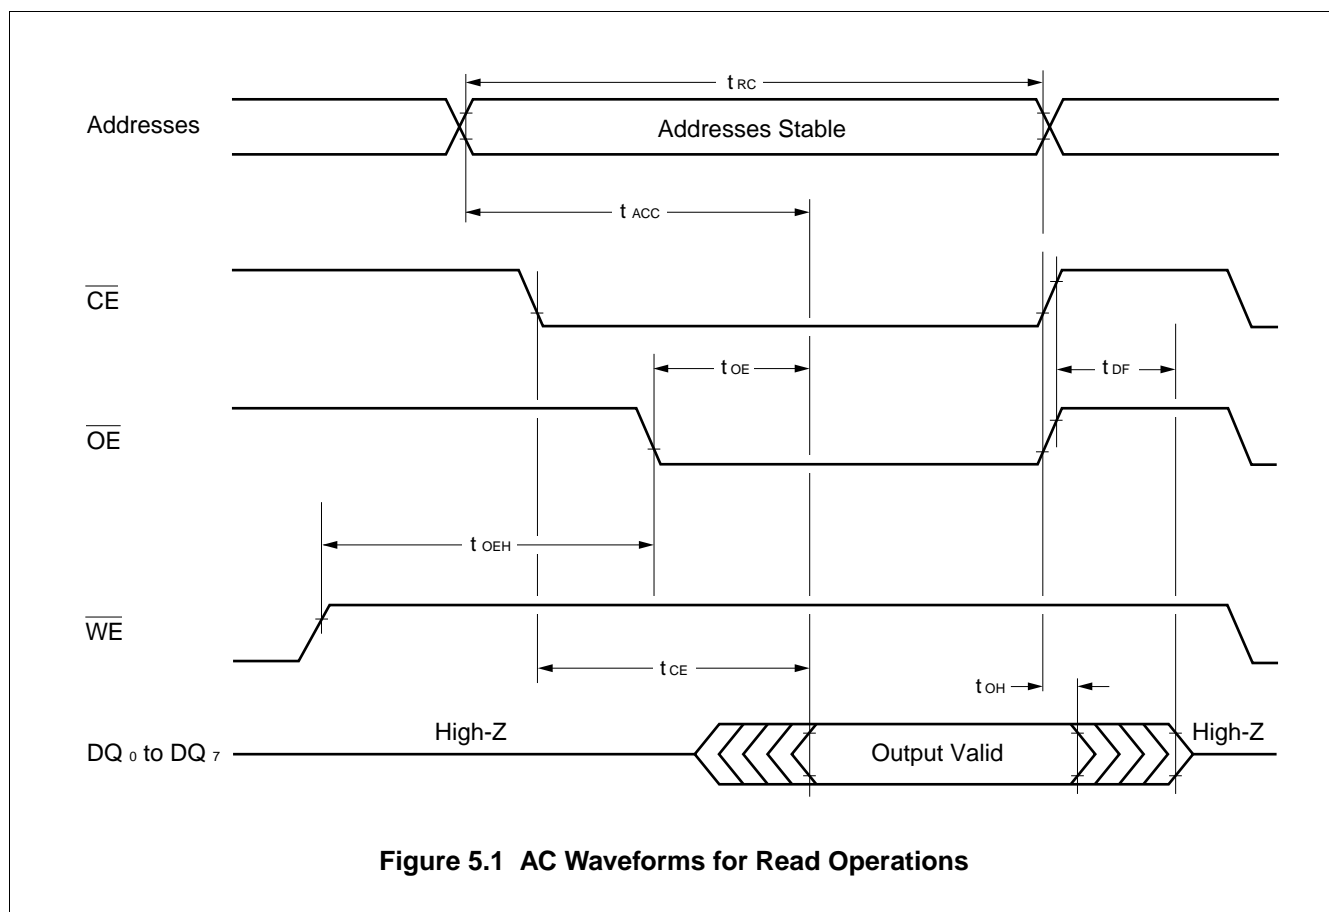 t RC
Addresses
Addresses Stable
t ACC
CE
t OE
t DF
OE
t OEH
WE
t CE
t OH
High-Z
High-Z
DQ 0 to DQ 7
Output Valid
Figure 5.1 AC Waveforms for Read Operations